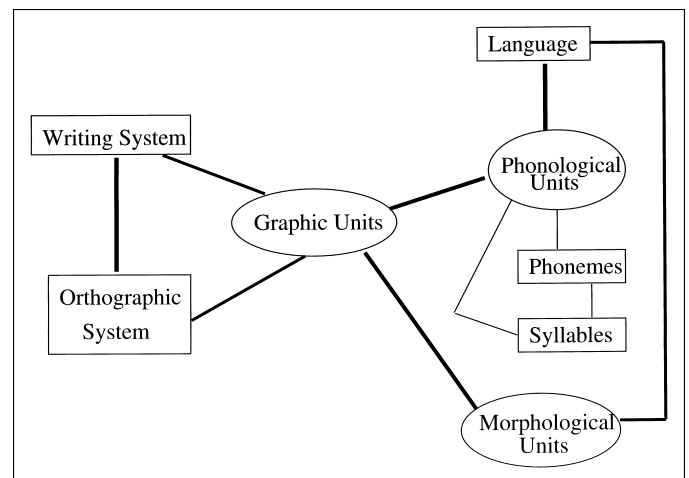 Language
Writing System
Phonological
Units
Graphic Units
Phonemes
Orthographic
System
Syllables
Morphological
Units